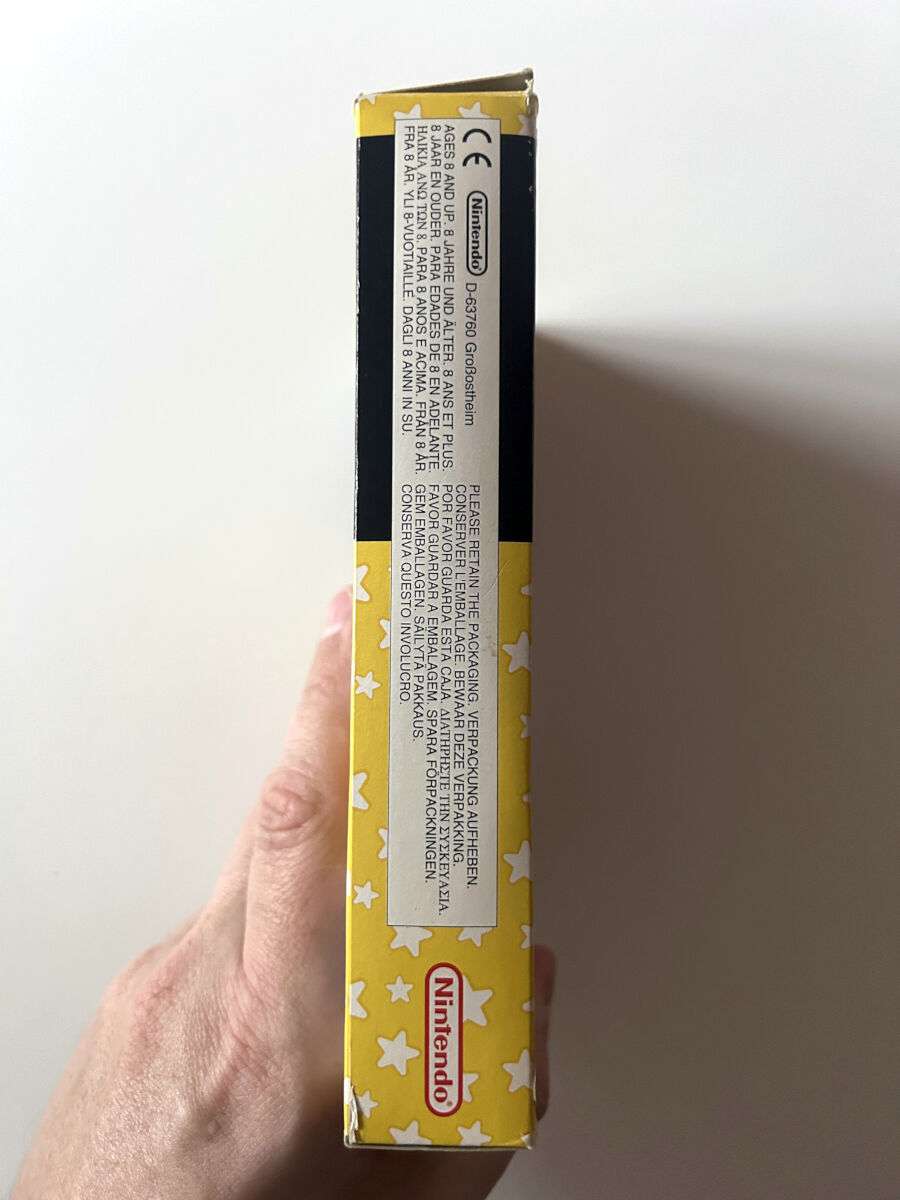 CE Nintendo® D-63760 Großostheim
AGES 8 AND UP. 8 JAHRE UND ÄLTER. 8 ANS ET PLUS.
8 JAAR EN OUDER. PARA EDADES DE 8 EN ADELANTE.
ΗΛΙΚΙΑ ΑΝΩ ΤΩΝ 8. PARA 8 ANOS E ACIMA. FRÅN 8 ÅR.
FRA 8 ÅR. YLI 8-VUOTIAILLE. DAGLI 8 ANNI IN SU.
PLEASE RETAIN THE PACKAGING. VERPACKUNG AUFHEBEN.
CONSERVER L'EMBALLAGE. BEWAAR DEZE VERPAKKING.
POR FAVOR GUARDA ESTA CAJA. ΔΙΑΤΗΡΗΣΤΕ ΤΗΝ ΣΥΣΚΕΥΑΣΙΑ.
FAVOR GUARDAR A EMBALAGEM. SPARA FÖRPACKNINGEN.
GEM EMBALLAGEN. SÄILYTÄ PAKKAUS.
CONSERVA QUESTO INVOLUCRO.
Nintendo®